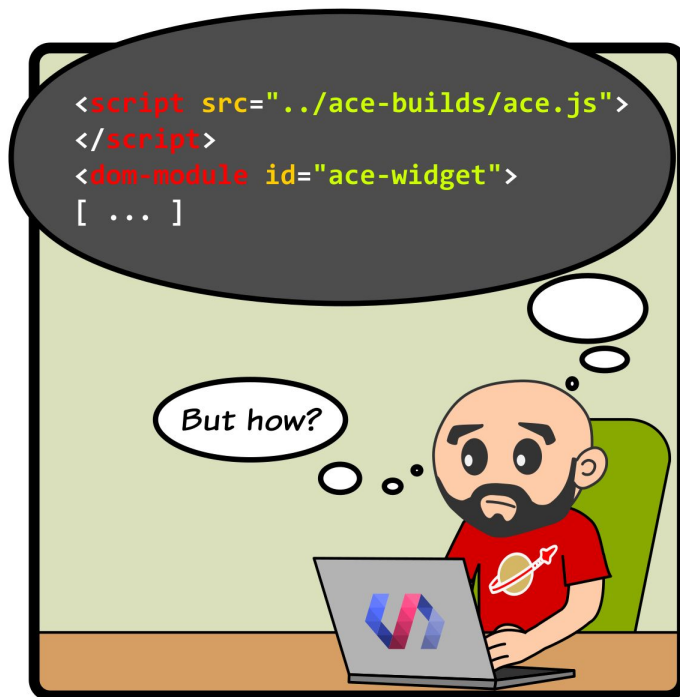 <script src="../ace-builds/ace.js">
</script>
<dom-module id="ace-widget">
[ ... ]
But how?